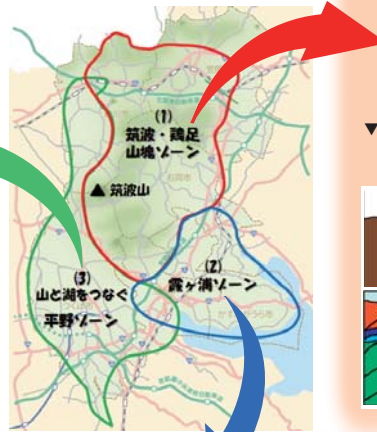 (1)
筑波・鶏足
山塊ゾーン
▲ 筑波山
(2)
霞ヶ浦ゾーン
(3)
山と湖をつなぐ
平野ゾーン
▼